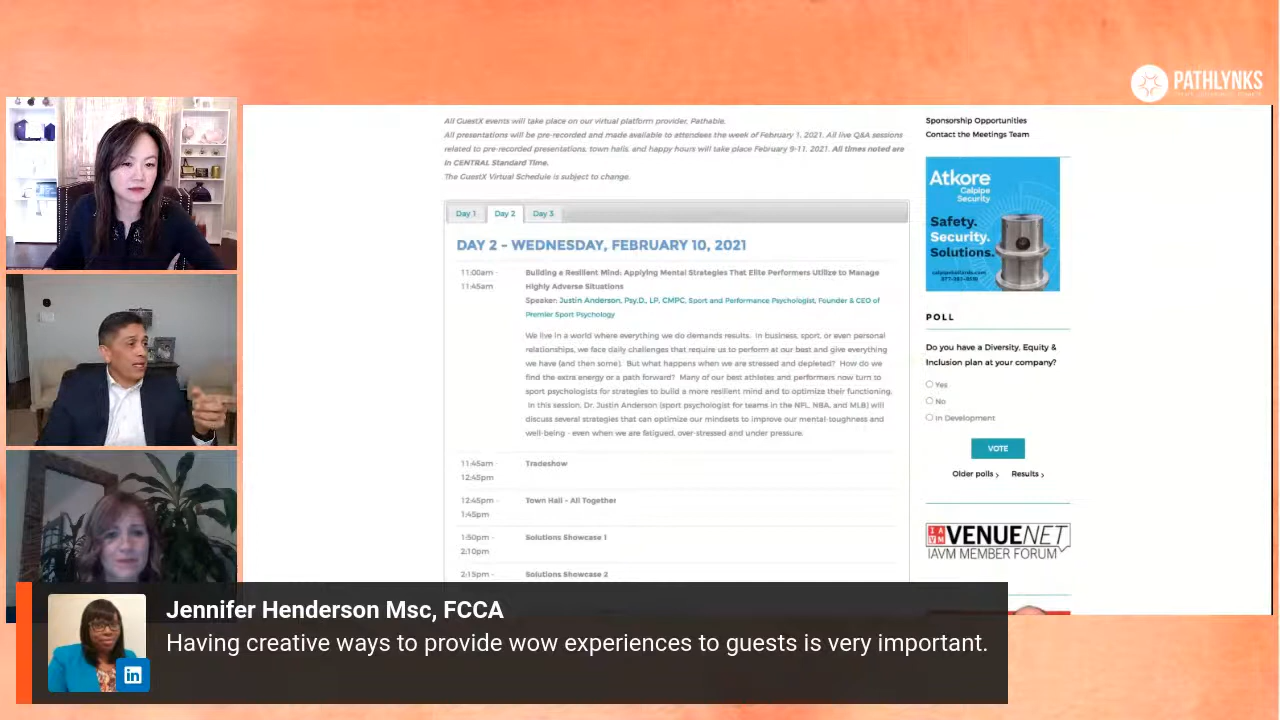 PATHLYNKS
All GuestX events will take place on our virtual platform provider, Pathable.
All presentations will be pre-recorded and made available to attendees the week of February 1, 2021. All live Q&A sessions
related to pre-recorded presentations, town halls, and happy hours will take place February 9-11, 2021. All times noted are
in CENTRAL Standard Time.
The GuestX Virtual Schedule is subject to change.
Day 1
Day 2
Day 3
DAY 2 - WEDNESDAY, FEBRUARY 10, 2021
11:00am -
11:45am
Building a Resilient Mind: Applying Mental Strategies That Elite Performers Utilize to Manage
Highly Adverse Situations
Speaker: Justin Anderson, Psy.D., LP, CMPC, Sport and Performance Psychologist, Founder & CEO of
Premier Sport Psychology
We live in a world where everything we do demands results. In business, sport, or even personal
relationships, we face daily challenges that require us to perform at our best and give everything
we have (and then some). But what happens when we are stressed and depleted? How do we
find the extra energy or a path forward? Many of our best athletes and performers now turn to
sport psychologists for strategies to build a more resilient mind and to optimize their functioning.
In this session, Dr. Justin Anderson (sport psychologist for teams in the NFL, NBA, and MLB) will
discuss several strategies that can optimize our mindsets to improve our mental-toughness and
well-being - even when we are fatigued, over-stressed and under pressure.
11:45am -
12:45pm
Tradeshow
12:45pm -
1:45pm
Town Hall - All Together
1:50pm -
2:10pm
Solutions Showcase 1
2:15pm -
Solutions Showcase 2
Sponsorship Opportunities
Contact the Meetings Team
Atkore
Calpipe
Security
Safety.
Security.
Solutions.
POLL
Do you have a Diversity, Equity &
Inclusion plan at your company?
Yes
No
In Development
VOTE
Older polls
Results
IAVM VENUENET
IAVM MEMBER FORUM
Jennifer Henderson Msc, FCCA
Having creative ways to provide wow experiences to guests is very important.
in